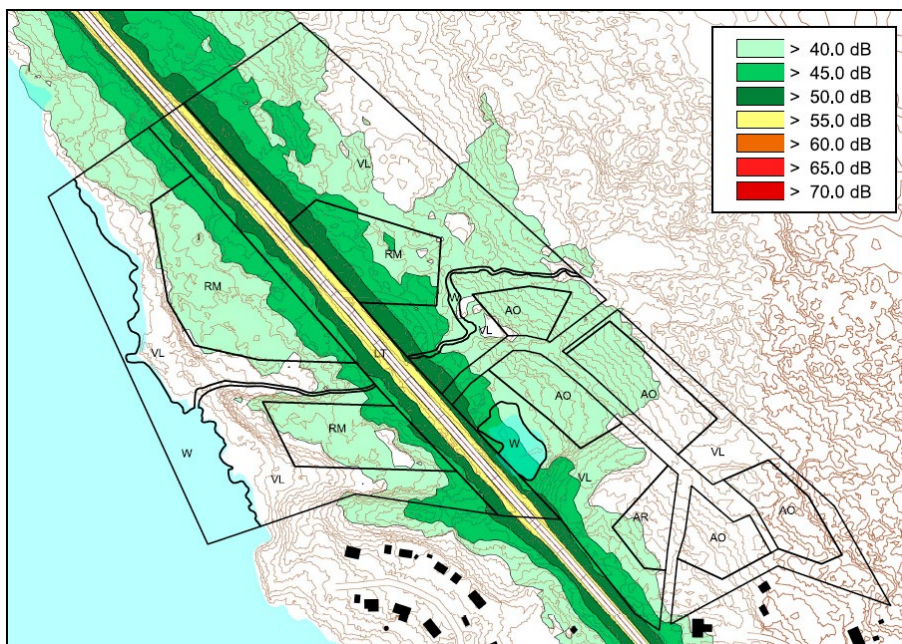 > 40.0 dB
> 45.0 dB
> 50.0 dB
> 55.0 dB
> 60.0 dB
> 65.0 dB
> 70.0 dB
VL
RM
RM
W
AO
VL
VL
LT
AO
AO
RM
W
W
VL
VL
VL
AO
AR
AO